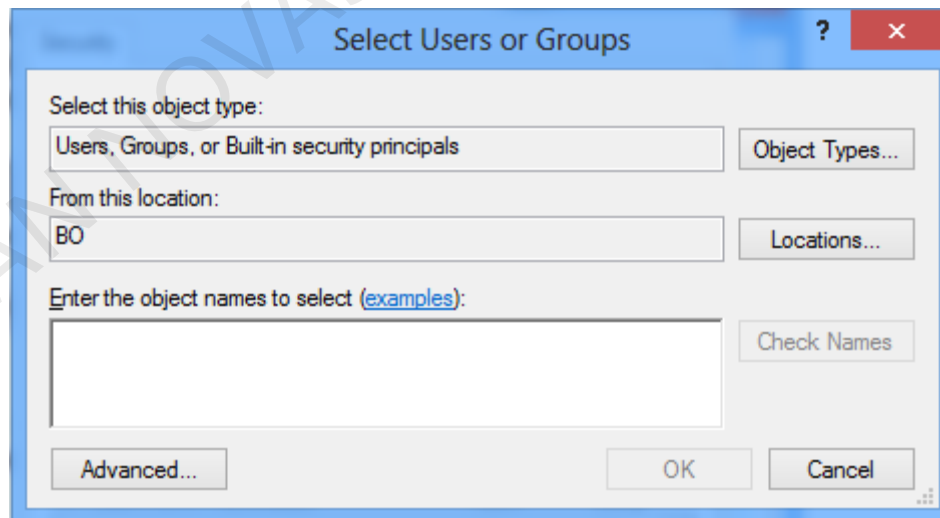 Select Users or Groups
?
Select this object type:
Users, Groups, or Built-in security principals
Object Types...
From this location:
BO
Locations...
Enter the object names to select (examples):
Check Names
Advanced...
OK
Cancel